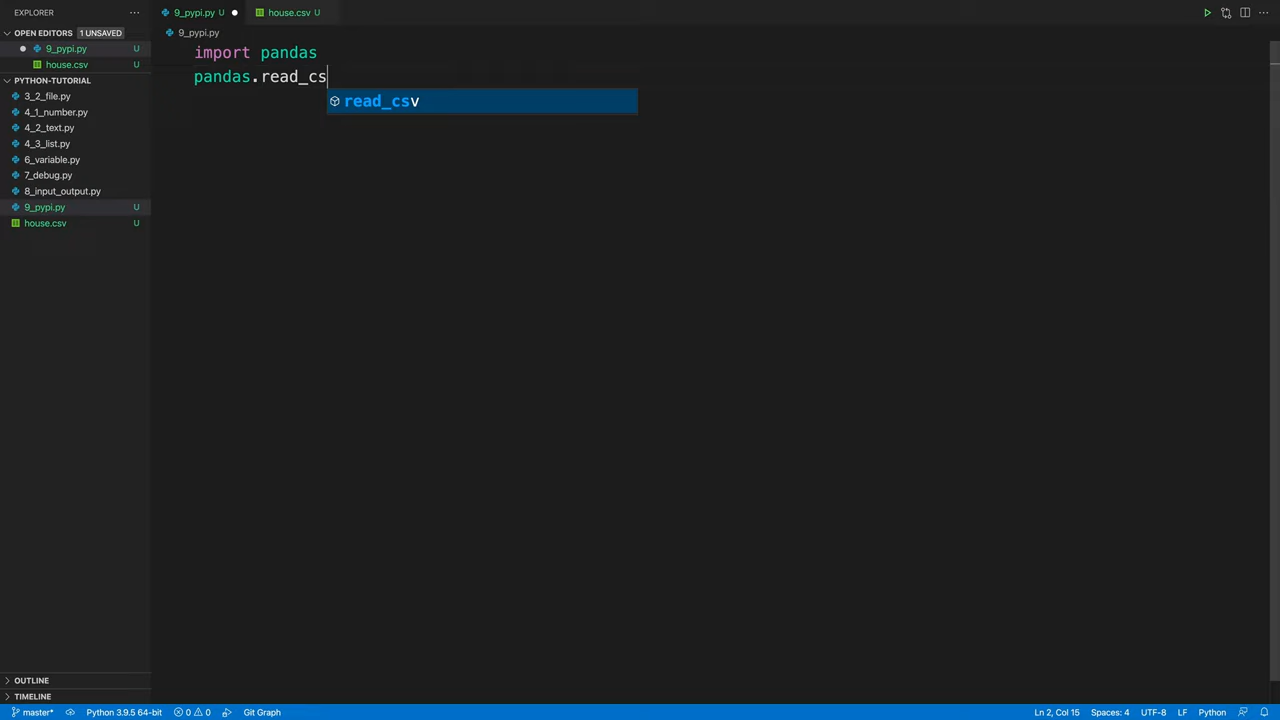 EXPLORER
9_pypi.py U
house.csv U
OPEN EDITORS 1 UNSAVED
9_pypi.py
9_pypi.py U
import pandas
house.csv U
pandas.read_cs
PYTHON-TUTORIAL
3_2_file.py
read_csv
4_1_number.py
4_2_text.py
4_3_list.py
6_variable.py
7_debug.py
8_input_output.py
9_pypi.py U
house.csv U
OUTLINE
TIMELINE
master* Python 3.9.5 64-bit 0 0 Git Graph Ln 2, Col 15 Spaces: 4 UTF-8 LF Python